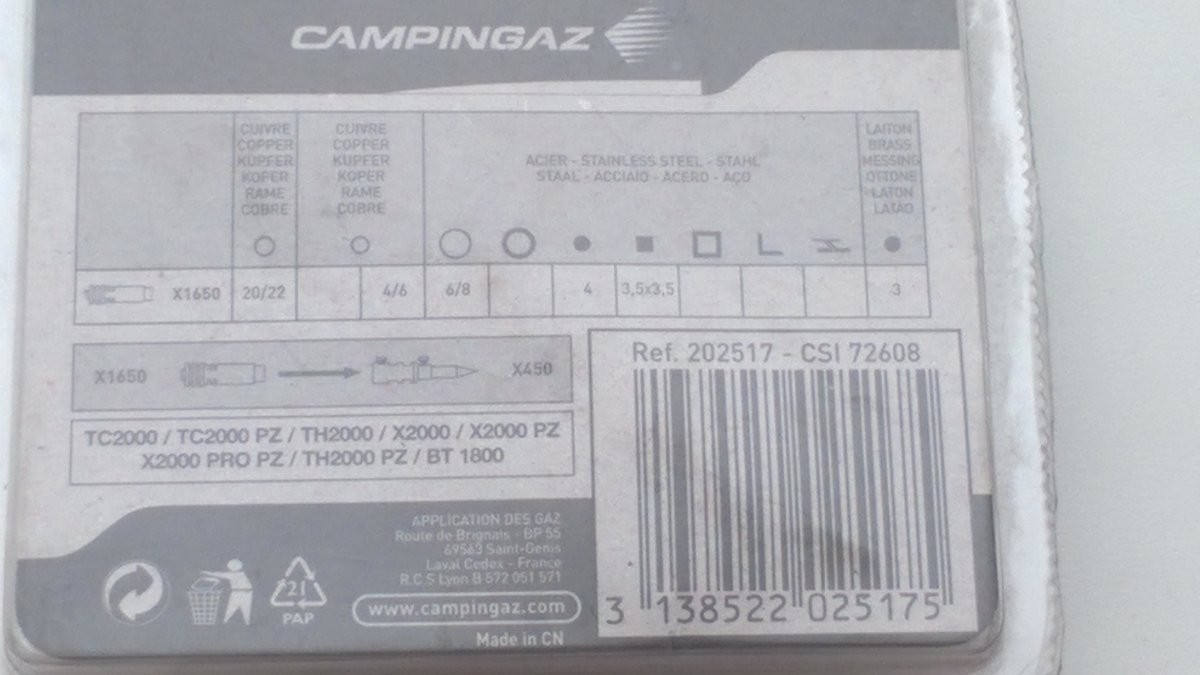 CAMPINGAZ
CUIVRE
COPPER
KUPFER
KOPER
RAME
COBRE
CUIVRE
COPPER
KUPFER
KOPER
RAME
COBRE
ACIER - STAINLESS STEEL - STAHL
STAAL - ACCIAIO - ACERO - AÇO
LAITON
BRASS
MESSING
OTTONE
LATON
LATAO
X1650 20/22 4/6 6/8 4 3,5x3,5 3
X1650 X450
TC2000 / TC2000 PZ / TH2000 / X2000 / X2000 PZ
X2000 PRO PZ / TH2000 PZ / BT 1800
Ref. 202517 - CSI 72608
3 138522 025175
APPLICATION DES GAZ
Route de Brignais - BP 55
69563 Saint-Genis
Laval Cedex - France
R.C.S Lyon B 572 051 571
www.campingaz.com
Made in CN
21
PAP